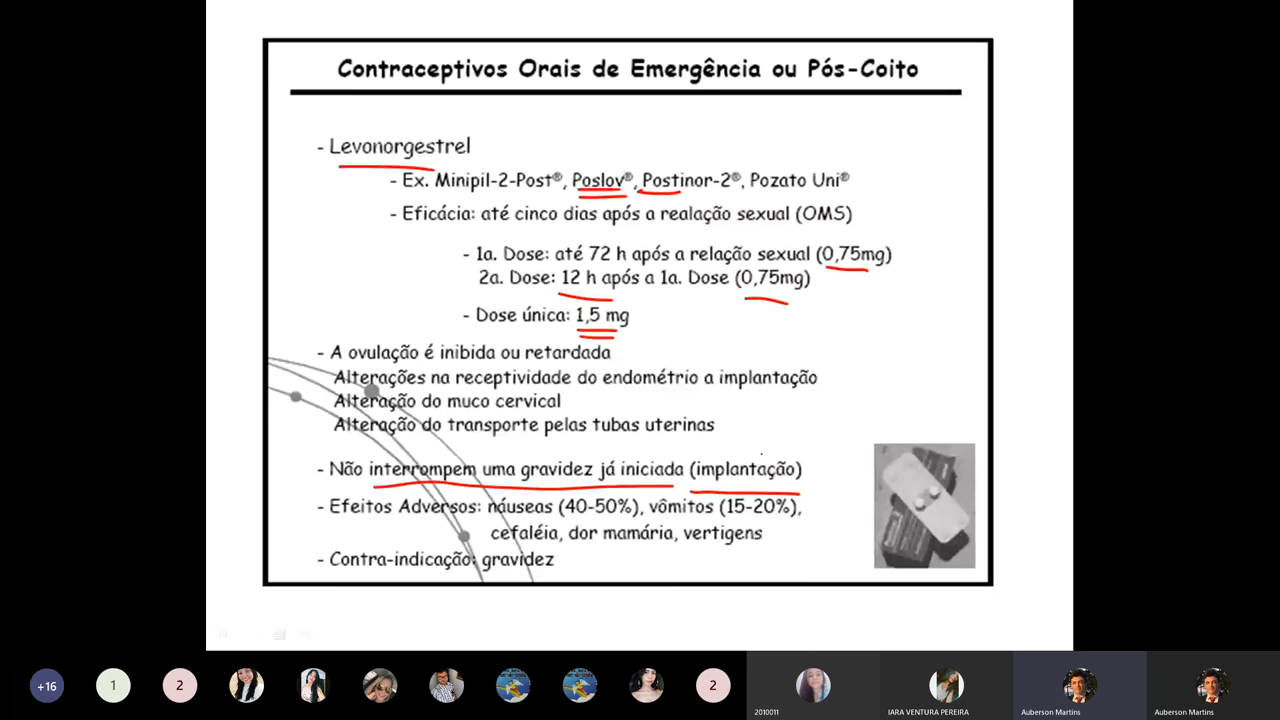 Contraceptivos Orais de Emergência ou Pós-Coito
- Levonorgestrel
- Ex. Minipil-2-Post®, Poslov®, Postinor-2®, Pozato Uni®
- Eficácia: até cinco dias após a realação sexual (OMS)
- 1a. Dose: até 72 h após a relação sexual (0,75mg)
2a. Dose: 12 h após a 1a. Dose (0,75mg)
- Dose única: 1,5 mg
- A ovulação é inibida ou retardada
Alterações na receptividade do endométrio a implantação
Alteração do muco cervical
Alteração do transporte pelas tubas uterinas
- Não interrompem uma gravidez já iniciada (implantação)
- Efeitos Adversos: náuseas (40-50%), vômitos (15-20%),
cefaléia, dor mamária, vertigens
- Contra-indicação: gravidez
+16
1
2
2
2010011
IARA VENTURA PEREIRA
Auberson Martins
Auberson Martins